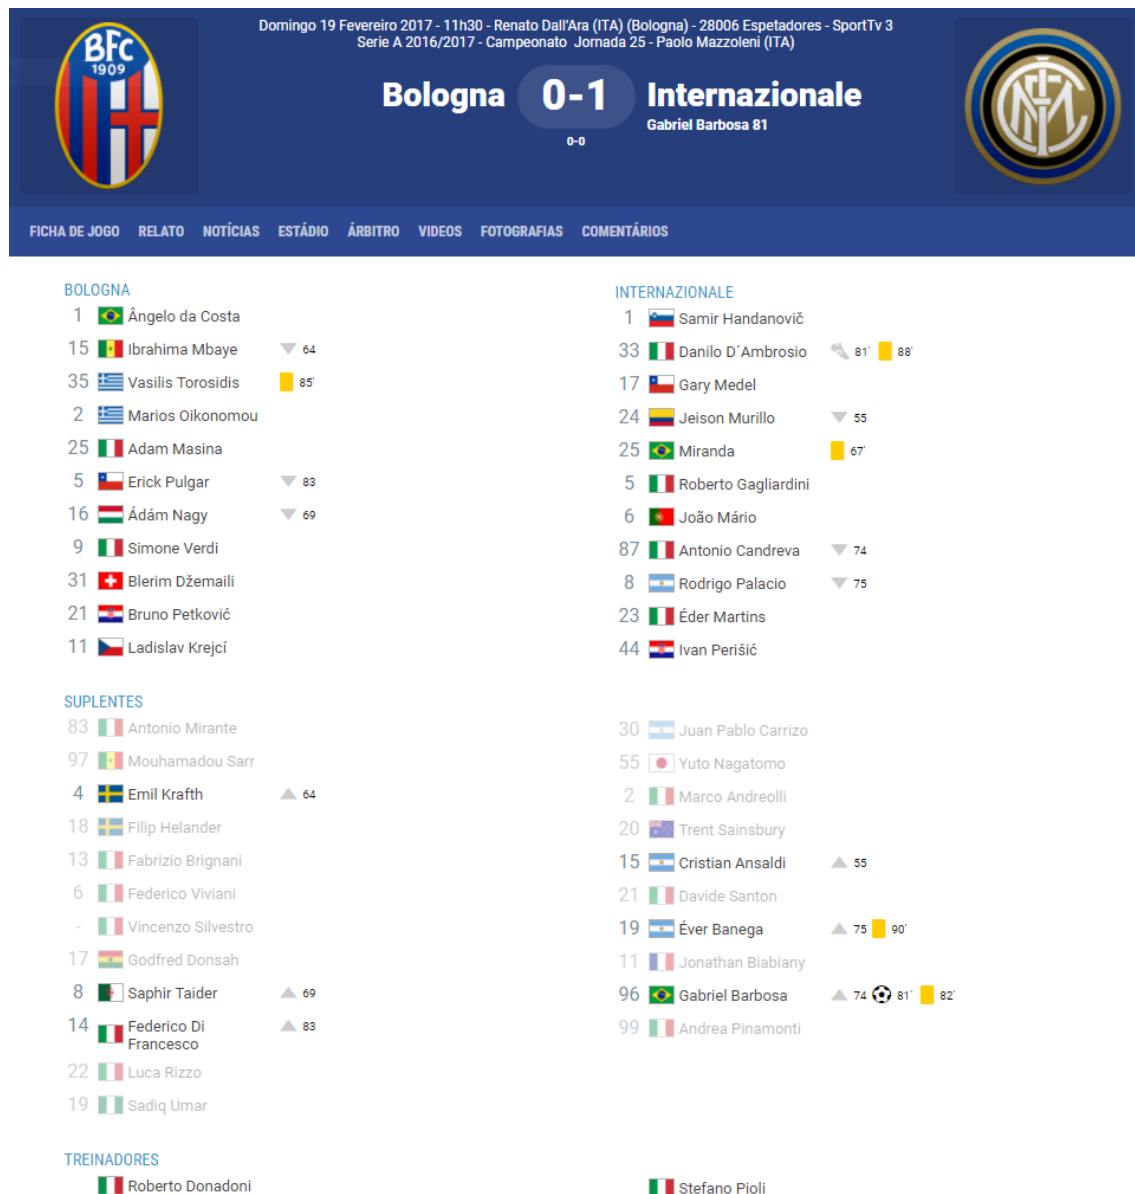 Domingo 19 Fevereiro 2017 - 11h30 - Renato Dall'Ara (ITA) (Bologna) - 28006 Espetadores - SportTv 3
Serie A 2016/2017 - Campeonato Jornada 25 - Paolo Mazzoleni (ITA)
BFC
1909
Bologna 0-1 Internazionale
Gabriel Barbosa 81
0-0
FICHA DE JOGO RELATO NOTÍCIAS ESTÁDIO ÁRBITRO VIDEOS FOTOGRAFIAS COMENTÁRIOS
BOLOGNA
1 Ângelo da Costa
15 Ibrahima Mbaye 64
35 Vasilis Torosidis 85'
2 Marios Oikonomou
25 Adam Masina
5 Erick Pulgar 83
16 Ádám Nagy 69
9 Simone Verdi
31 Blerim Džemaili
21 Bruno Petković
11 Ladislav Krejcí
INTERNAZIONALE
1 Samir Handanovič
33 Danilo D´Ambrosio 81' 88'
17 Gary Medel
24 Jeison Murillo 55
25 Miranda 67'
5 Roberto Gagliardini
6 João Mário
87 Antonio Candreva 74
8 Rodrigo Palacio 75
23 Éder Martins
44 Ivan Perišić
SUPLENTES
83 Antonio Mirante
97 Mouhamadou Sarr
4 Emil Krafth 64
18 Filip Helander
13 Fabrizio Brignani
6 Federico Viviani
- Vincenzo Silvestro
17 Godfred Donsah
8 Saphir Taider 69
14 Federico Di
Francesco 83
22 Luca Rizzo
19 Sadiq Umar
30 Juan Pablo Carrizo
55 Yuto Nagatomo
2 Marco Andreolli
20 Trent Sainsbury
15 Cristian Ansaldi 55
21 Davide Santon
19 Éver Banega 75 90'
11 Jonathan Biabiany
96 Gabriel Barbosa 74 81' 82'
99 Andrea Pinamonti
TREINADORES
Roberto Donadoni
Stefano Pioli